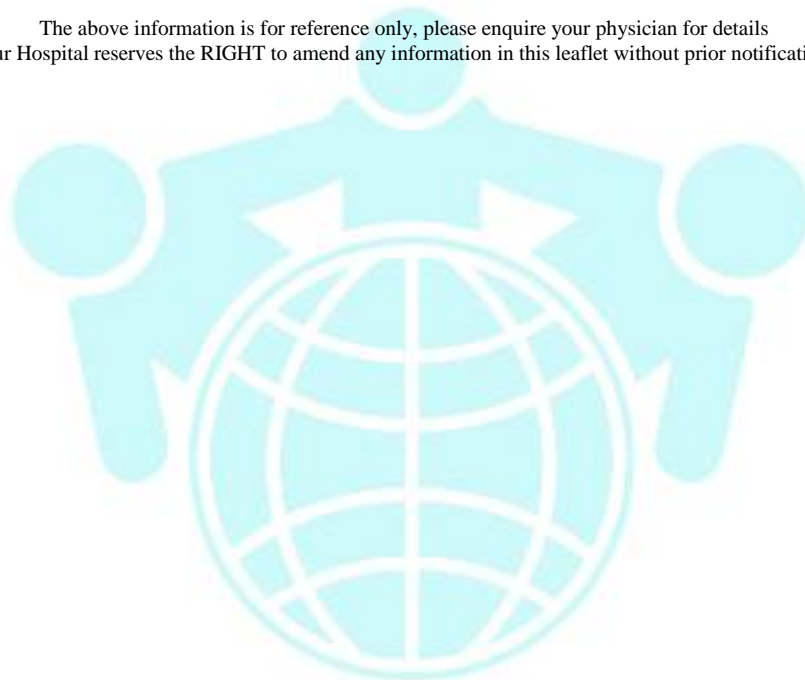 The above information is for reference only, please enquire your physician for details
ur Hospital reserves the RIGHT to amend any information in this leaflet without prior notificati